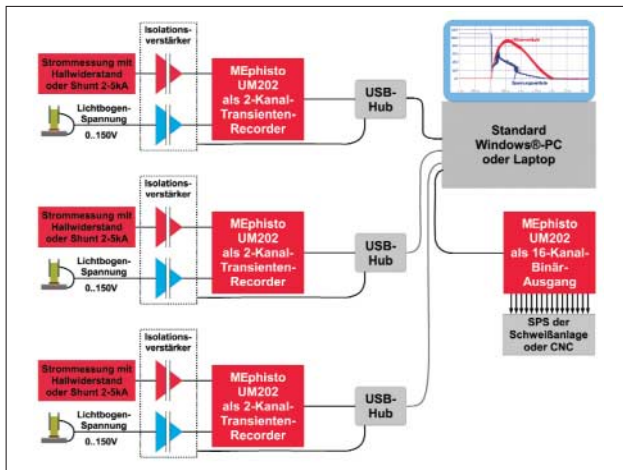 Isolations-
verstärker
Strommessung mit
Hallwiderstand
oder Shunt 2-5kA
Lichtbogen-
Spannung
0..150V
MEphisto
UM202
als 2-Kanal-
Transienten-
Recorder
USB-
Hub
Isolations-
verstärker
Strommessung mit
Hallwiderstand
oder Shunt 2-5kA
Lichtbogen-
Spannung
0..150V
MEphisto
UM202
als 2-Kanal-
Transienten-
Recorder
USB-
Hub
Isolations-
verstärker
Strommessung mit
Hallwiderstand
oder Shunt 2-5kA
Lichtbogen-
Spannung
0..150V
MEphisto
UM202
als 2-Kanal-
Transienten-
Recorder
USB-
Hub
Standard
Windows®-PC
oder Laptop
MEphisto
UM202
als 16-Kanal-
Binär-
Ausgang
SPS der
Schweißanlage
oder CNC